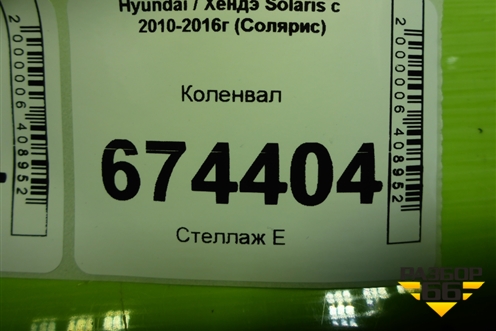 Hyundai / Хендэ Solaris с
2010-2016г (Солярис)
Коленвал
674404
Стеллаж Е
2000006408952
2000006408952
РАЗБОР
66